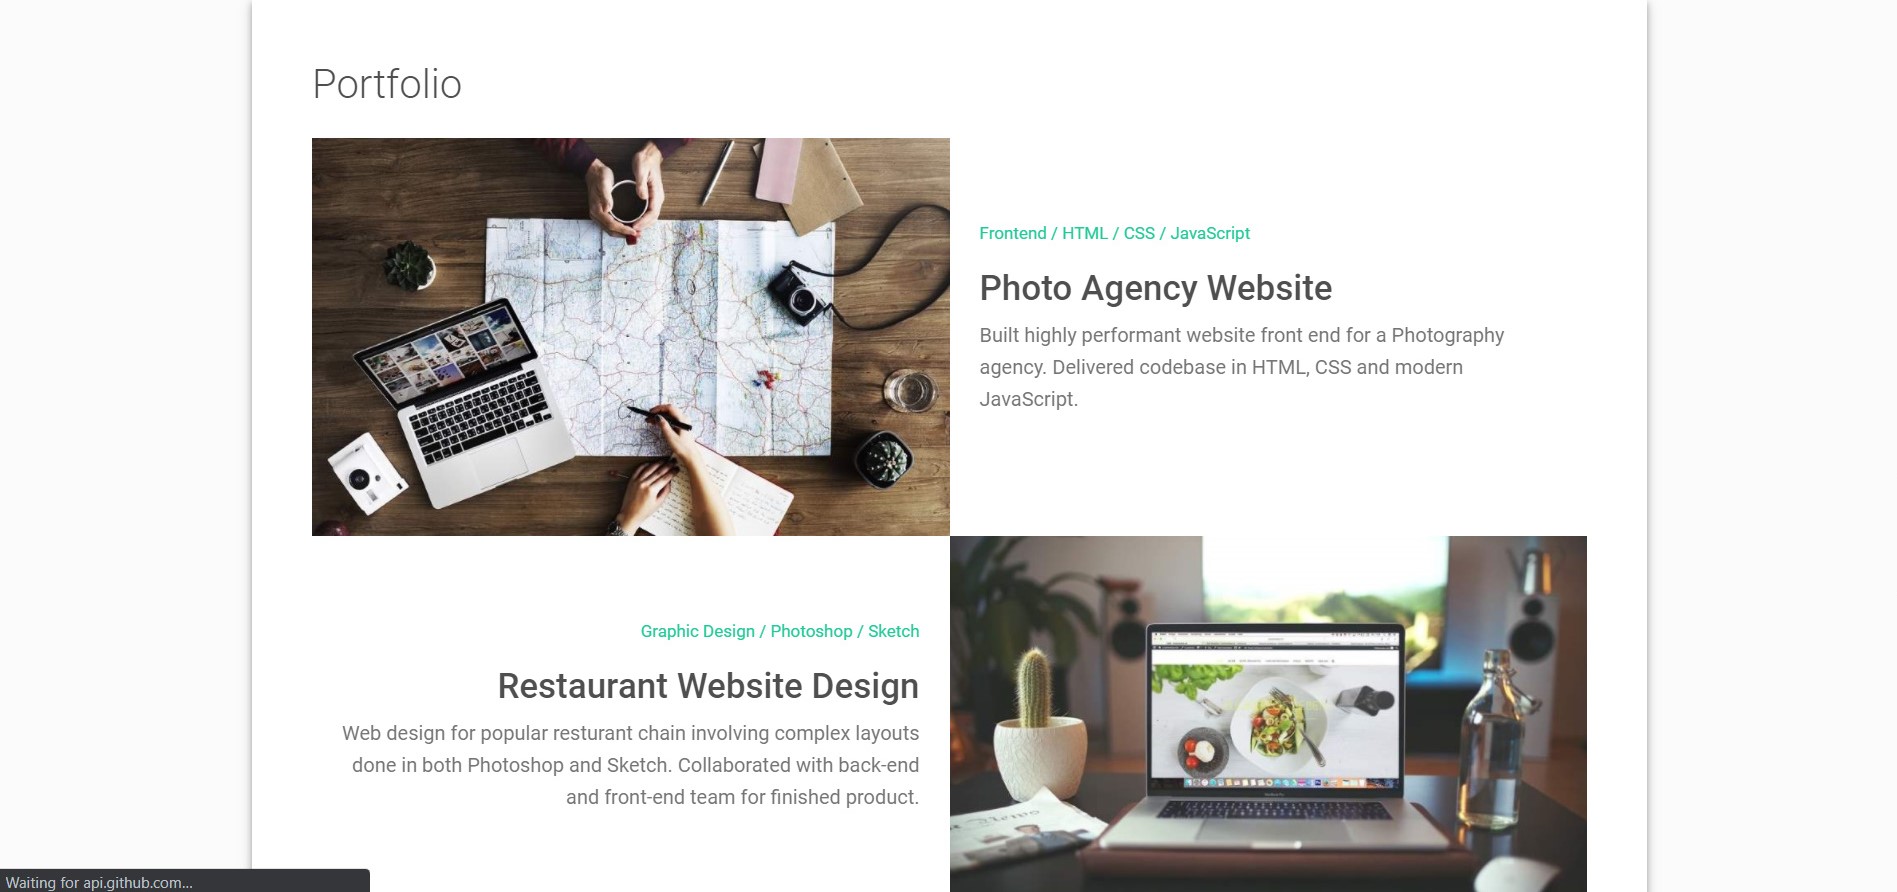 Portfolio
Frontend / HTML / CSS / JavaScript
Photo Agency Website
Built highly performant website front end for a Photography
agency. Delivered codebase in HTML, CSS and modern
JavaScript.
Graphic Design / Photoshop / Sketch
Restaurant Website Design
Web design for popular resturant chain involving complex layouts
done in both Photoshop and Sketch. Collaborated with back-end
and front-end team for finished product.
Waiting for api.github.com...